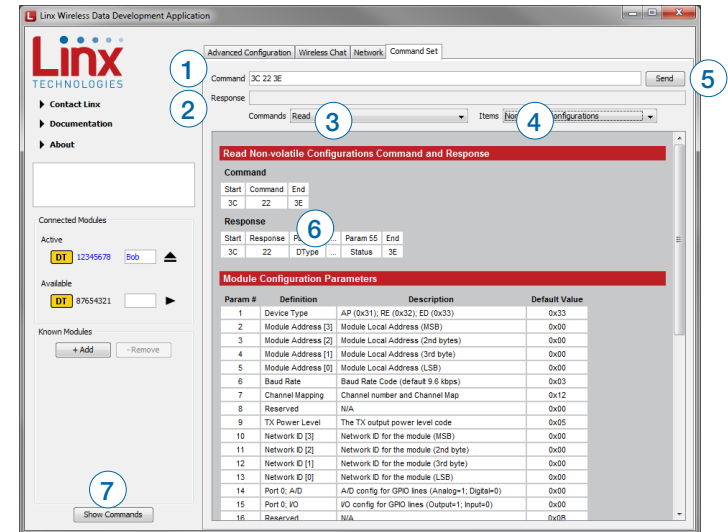 Linx Wireless Data Development Application
Linx
TECHNOLOGIES
Contact Linx
Documentation
About
Connected Modules
Active
DT 12345678 Bob
Available
DT 87654321
Known Modules
+ Add - Remove
7
Show Commands
Advanced Configuration Wireless Chat Network Command Set
1
Command 3C 22 3E Send 5
2 Response
Commands Read 3 Items 4 Configurations
Read Non-volatile Configurations Command and Response
Command
Start Command End
3C 22 3E
Response 6
Start Response ... Param 55 End
3C 22 DType ... Status 3E
Module Configuration Parameters
Param # Definition Description Default Value
1 Device Type AP (0x31); RE (0x32); ED (0x33) 0x33
2 Module Address [3] Module Local Address (MSB) 0x00
3 Module Address [2] Module Local Address (2nd bytes) 0x00
4 Module Address [1] Module Local Address (3rd byte) 0x00
5 Module Address [0] Module Local Address (LSB) 0x00
6 Baud Rate Baud Rate Code (default 9.6 kbps) 0x03
7 Channel Mapping Channel number and Channel Map 0x12
8 Reserved N/A 0x00
9 TX Power Level The TX output power level code 0x05
10 Network ID [3] Network ID for the module (MSB) 0x00
11 Network ID [2] Network ID for the module (2nd byte) 0x00
12 Network ID [1] Network ID for the module (3rd byte) 0x00
13 Network ID [0] Network ID for the module (LSB) 0x00
14 Port 0; A/D A/D config for GPIO lines (Analog=1; Digital=0) 0x00
15 Port 0; I/O I/O config for GPIO lines (Output=1; Input=0) 0x00
16 Reserved N/A 0x0B